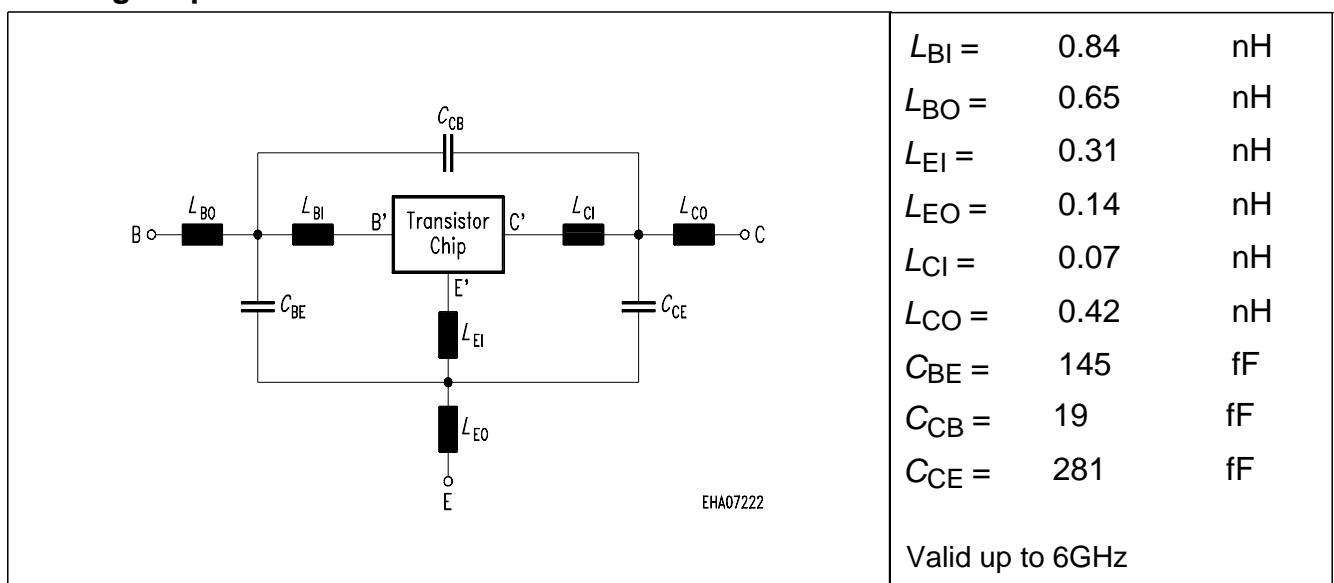 C_CB
L_BO
L_BI
B'
Transistor
Chip
C'
L_CI
L_CO
B
C
E'
C_BE
L_EI
C_CE
L_EO
E
EHA07222
L_BI = 0.84 nH
L_BO = 0.65 nH
L_EI = 0.31 nH
L_EO = 0.14 nH
L_CI = 0.07 nH
L_CO = 0.42 nH
C_BE = 145 fF
C_CB = 19 fF
C_CE = 281 fF
Valid up to 6GHz